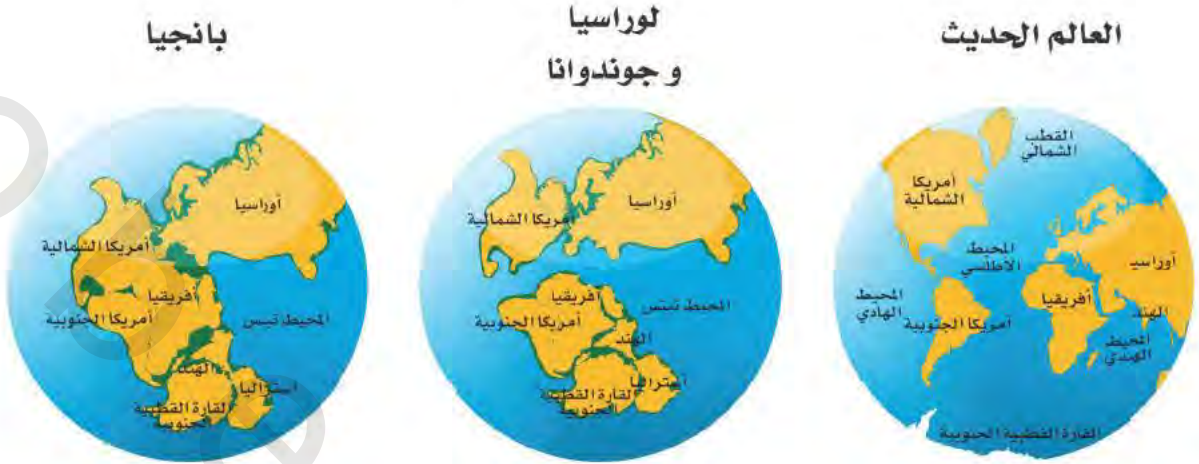 بانجيا
أوراسيا
أمريكا الشمالية
أفريقيا
أمريكا الجنوبية
المحيط تيس
الهند
استراليا
القارة القطبية
الجنوبية
لوراسيا
و جوندوانا
أوراسيا
أمريكا الشمالية
أفريقيا
أمريكا الجنوبية
المحيط تيتس
الهند
أستراليا
القارة القطبية
الجنوبية
العالم الحديث
القطب
الشمالي
أمريكا
الشمالية
المحيط
الأطلسي
أوراسيا
المحيط
الهادي
أفريقيا
الهند
أمريكا الجنوبية
المحيط
الهندي
القارة القطبية الجنوبية